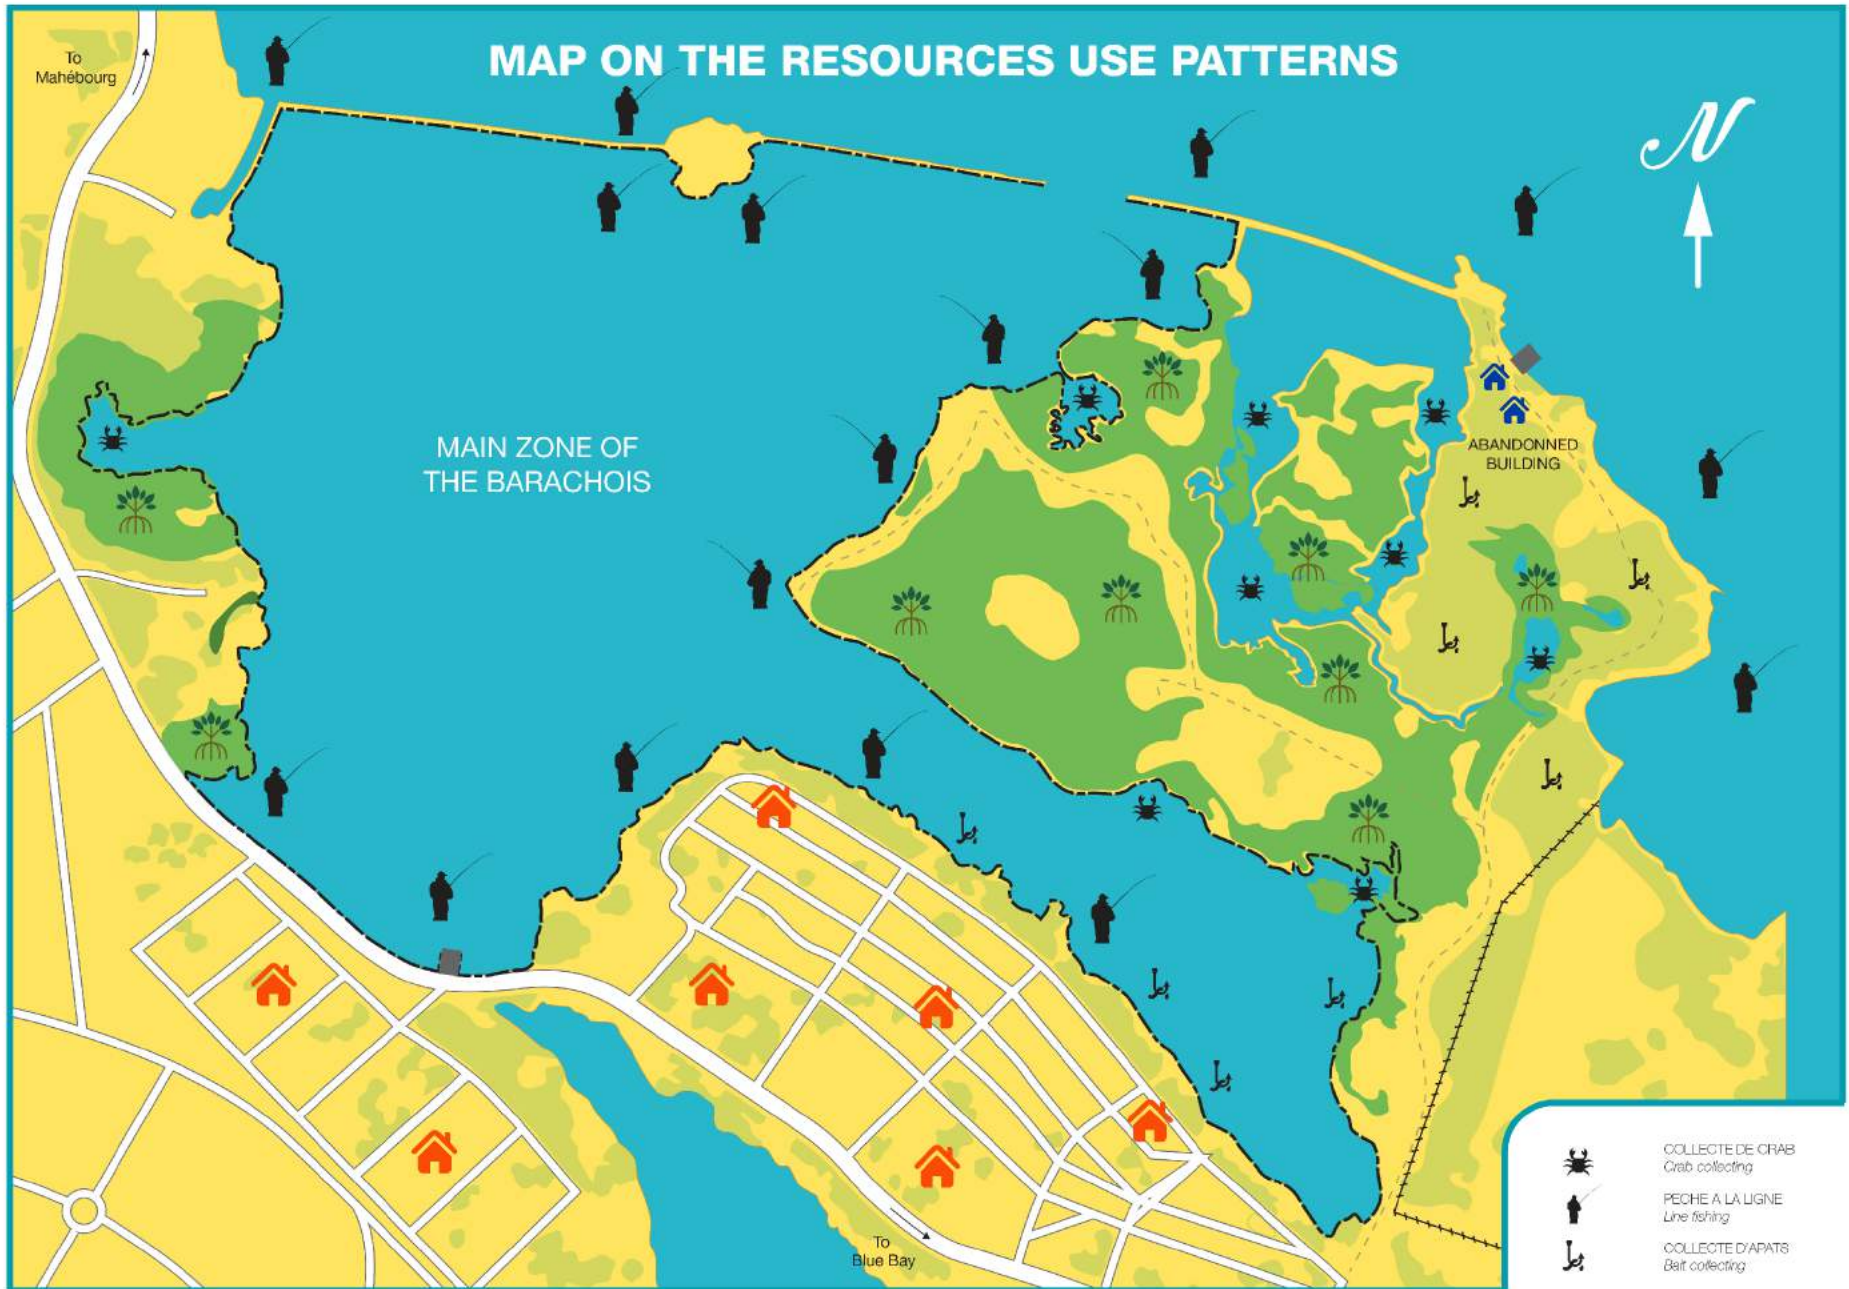 To
Mahébourg
MAP ON THE RESOURCES USE PATTERNS
N
MAIN ZONE OF
THE BARACHOIS
ABANDONNED
BUILDING
To
Blue Bay
COLLECTE DE CRAB
Crab collecting
PECHE A LA LIGNE
Line fishing
COLLECTE D'APATS
Bait collecting